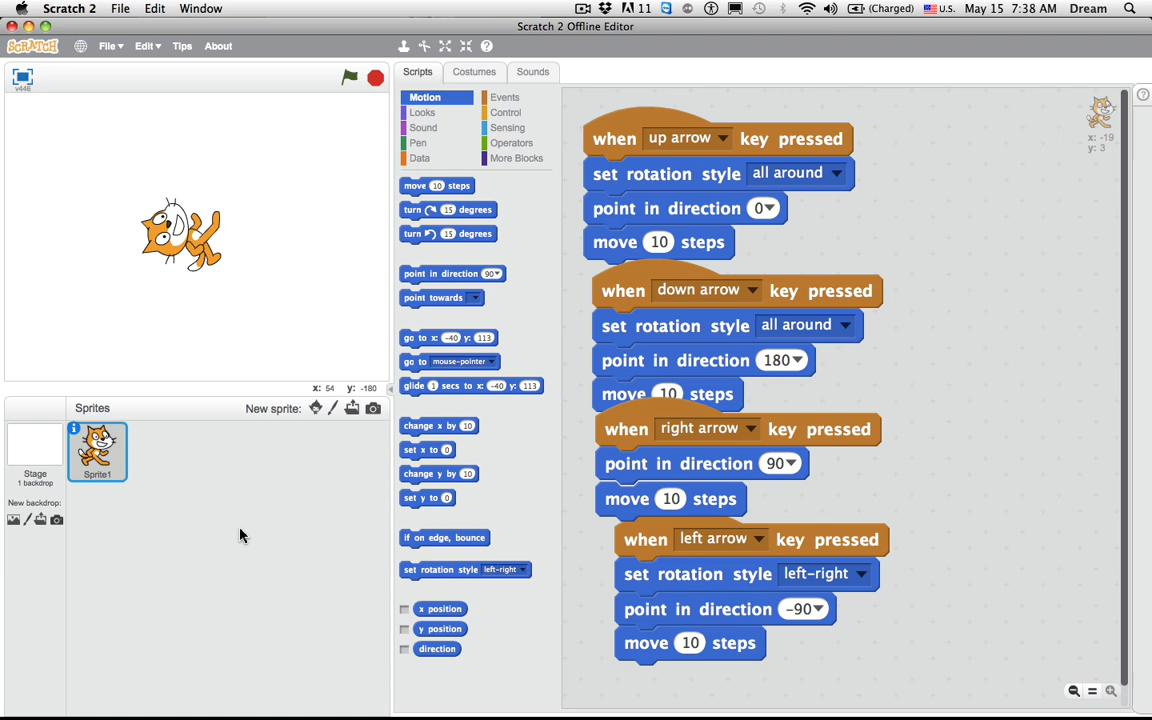 Scratch 2 File Edit Window 11 (Charged) U.S. May 15 7:38 AM Dream
Scratch 2 Offline Editor
SCRATCH File Edit Tips About
v446
Scripts Costumes Sounds
Motion Events
Looks Control
Sound Sensing
Pen Operators
Data More Blocks
move 10 steps
turn 15 degrees
turn 15 degrees
point in direction 90
point towards
go to x: -40 y: 113
go to mouse-pointer
glide 1 secs to x: -40 y: 113
change x by 10
set x to 0
change y by 10
set y to 0
if on edge, bounce
set rotation style left-right
x position
y position
direction
x: -19
y: 3
when up arrow key pressed
set rotation style all around
point in direction 0
move 10 steps
when down arrow key pressed
set rotation style all around
point in direction 180
move 10 steps
when right arrow key pressed
point in direction 90
move 10 steps
when left arrow key pressed
set rotation style left-right
point in direction -90
move 10 steps
x: 54 y: -180
Sprites New sprite:
Stage
1 backdrop
New backdrop:
Sprite1